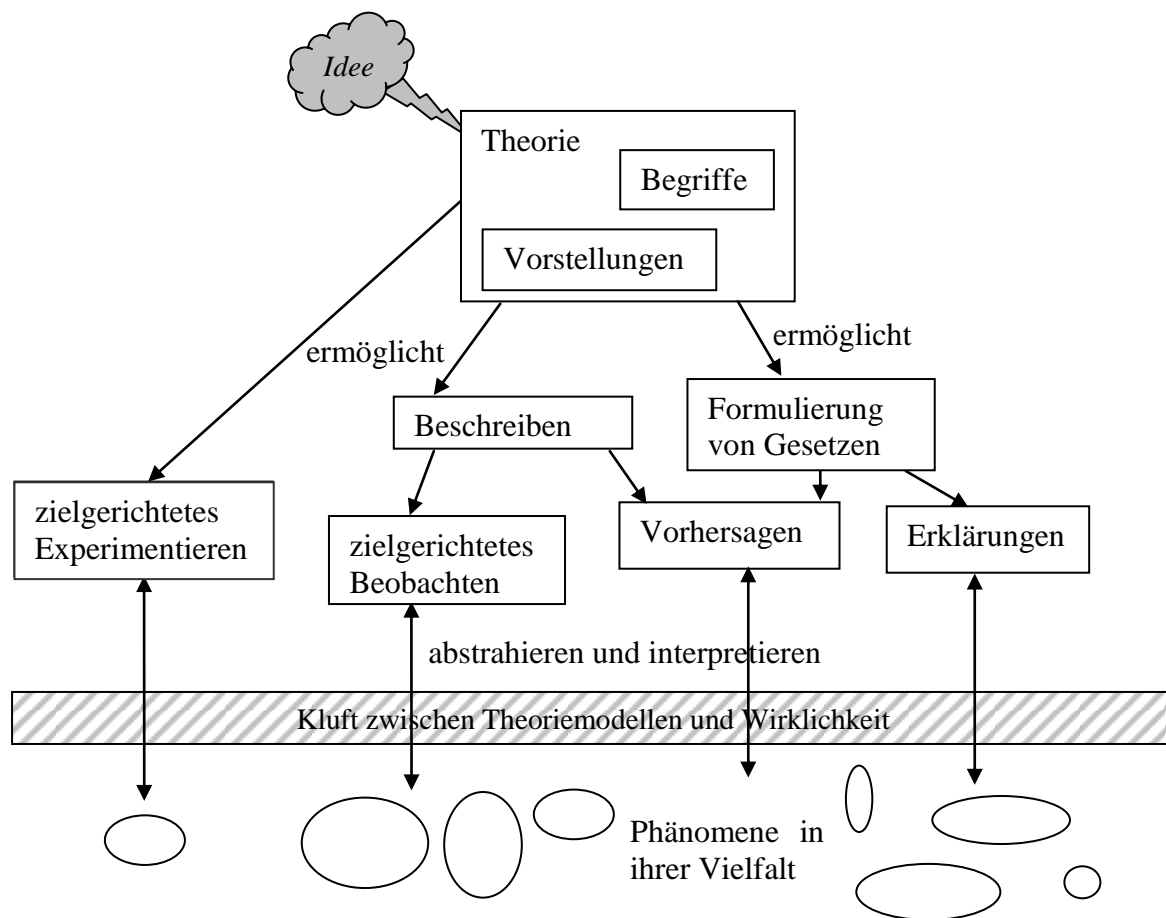 Idee
Theorie
Begriffe
Vorstellungen
ermöglicht
ermöglicht
Beschreiben
Formulierung
von Gesetzen
zielgerichtetes
Experimentieren
zielgerichtetes
Beobachten
Vorhersagen
Erklärungen
abstrahieren und interpretieren
Kluft zwischen Theoriemodellen und Wirklichkeit
Phänomene in
ihrer Vielfalt